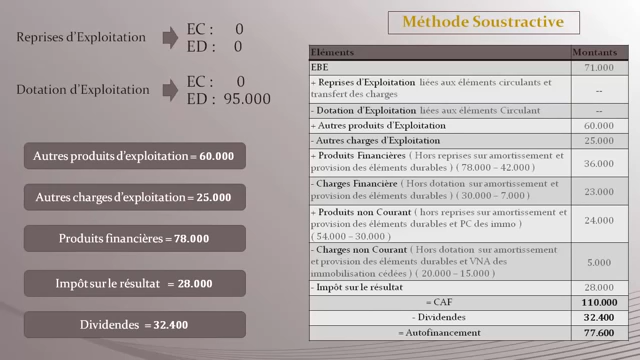 Reprises d'Exploitation
EC : 0
ED : 0
Dotation d'Exploitation
EC : 0
ED : 95.000
Autres produits d'exploitation = 60.000
Autres charges d'exploitation = 25.000
Produits financières = 78.000
Impôt sur le résultat = 28.000
Dividendes = 32.400
Méthode Soustractive
Eléments Montants
EBE 71.000
+ Reprises d'Exploitation liées aux éléments circulants et
transfert des charges --
- Dotation d'Exploitation liées aux éléments Circulant --
+ Autres produits d'Exploitation 60.000
- Autres charges d'Exploitation 25.000
+ Produits Financières ( Hors reprises sur amortissement et
provision des éléments durables ) ( 78.000 – 42.000 ) 36.000
- Charges Financière ( Hors dotation sur amortissement et
provision des éléments durables ) ( 30.000 – 7.000 ) 23.000
+ Produits non Courant ( hors reprises sur amortissement et
provision des éléments durables et PC des immo ) 24.000
( 54.000 – 30.000 )
- Charges non Courant ( Hors dotation sur amortissement
et provision des éléments durables et VNA des 5.000
immobilisation cédées ) ( 20.000 – 15.000 )
- Impôt sur le résultat 28.000
= CAF 110.000
- Dividendes 32.400
= Autofinancement 77.600